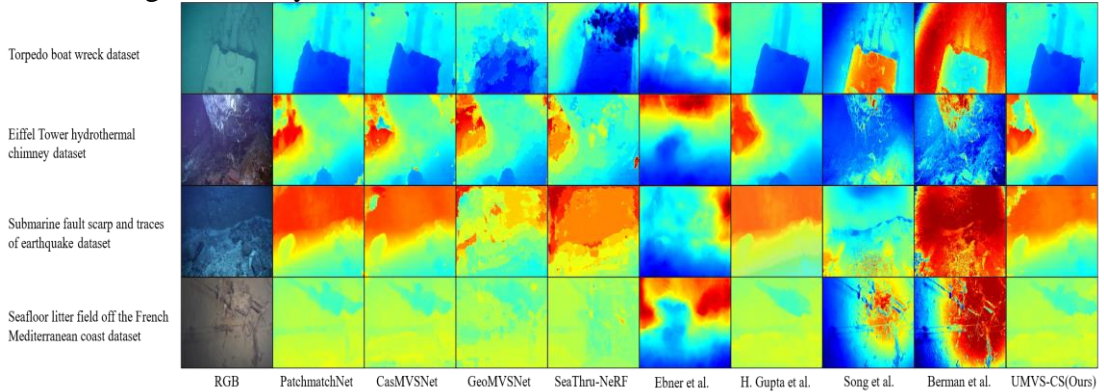 Torpedo boat wreck dataset
Eiffel Tower hydrothermal
chimney dataset
Submarine fault scarp and traces
of earthquake dataset
Seafloor litter field off the French
Mediterranean coast dataset
RGB PatchmatchNet CasMVSNet GeoMVSNet SeaThru-NeRF Ebner et al. H. Gupta et al. Song et al. Berman et al. UMVS-CS(Ours)